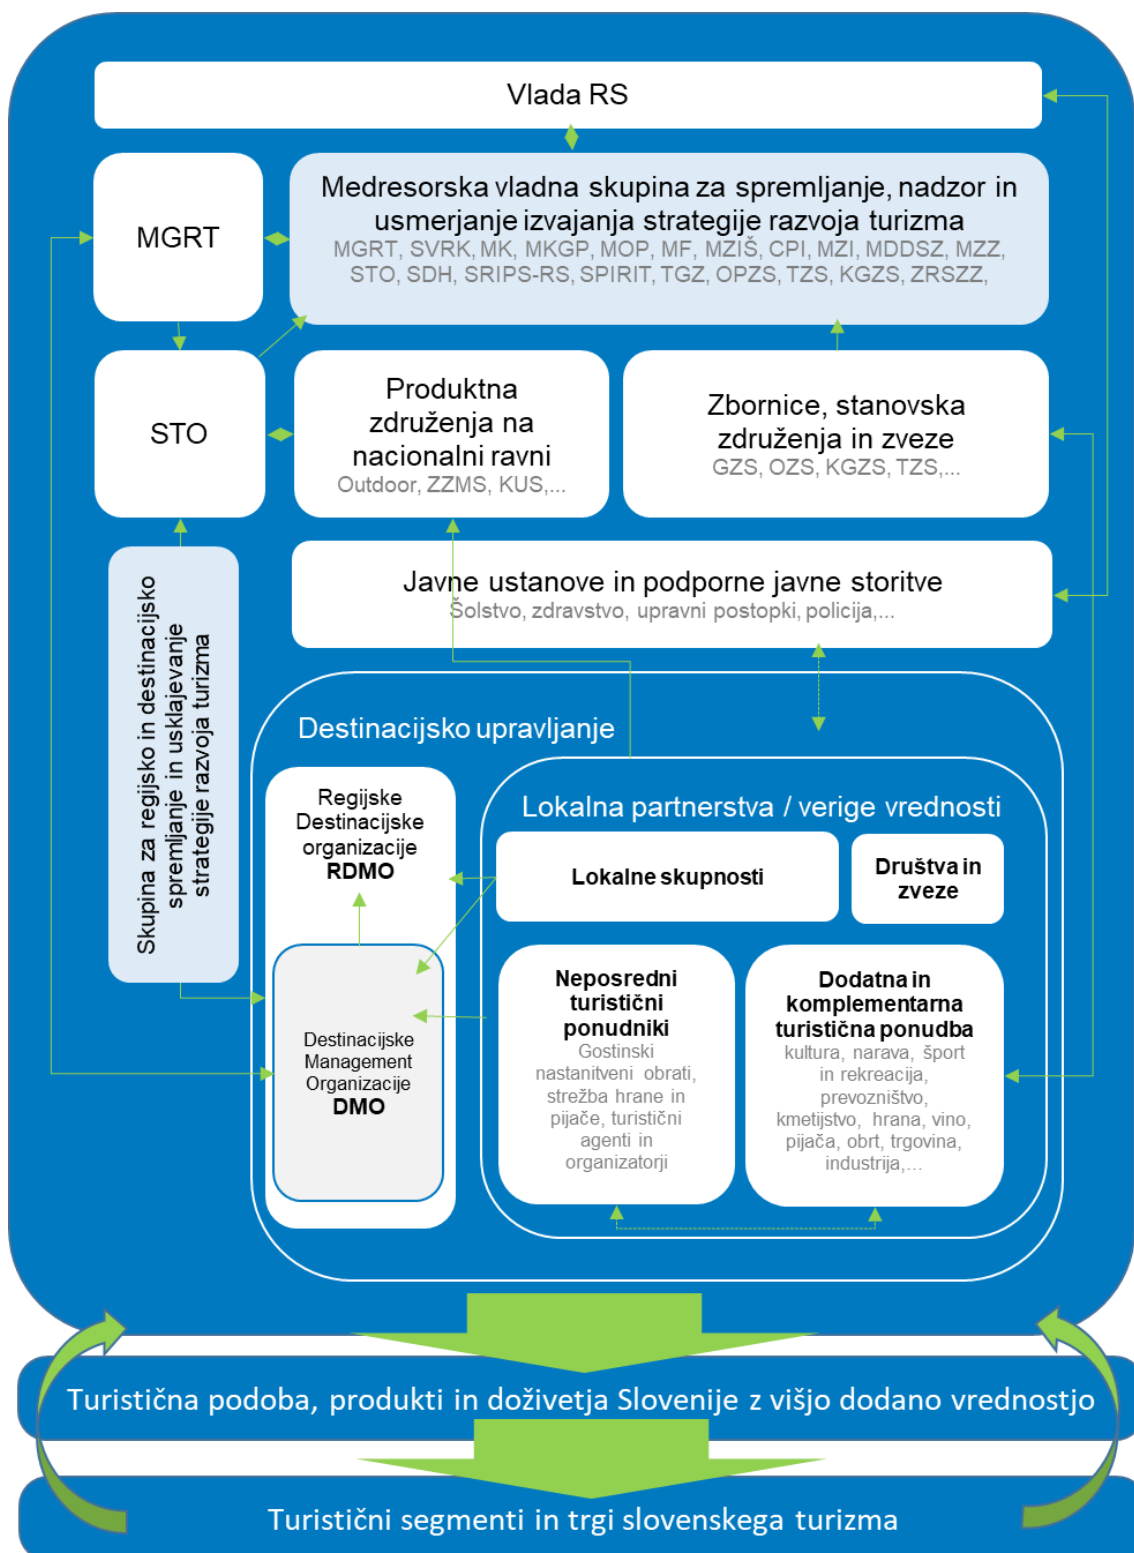 Vlada RS
MGRT
Medresorska vladna skupina za spremljanje, nadzor in
usmerjanje izvajanja strategije razvoja turizma
MGRT, SVRK, MK, MKGP, MOP, MF, MZIŠ, CPI, MZI, MDDSZ, MZZ,
STO, SDH, SRIPS-RS, SPIRIT, TGZ, OPZS, TZS, KGZS, ZRSZZ,
STO
Produktna
združenja na
nacionalni ravni
Outdoor, ZZMS, KUS,...
Zbornice, stanovska
združenja in zveze
GZS, OZS, KGZS, TZS,...
Javne ustanove in podporne javne storitve
Šolstvo, zdravstvo, upravni postopki, policija,...
Skupina za regijsko in destinacijsko
spremljanje in usklajevanje
strategije razvoja turizma
Destinacijsko upravljanje
Regijske
Destinacijske
organizacije
RDMO
Destinacijske
Management
Organizacije
DMO
Lokalna partnerstva / verige vrednosti
Lokalne skupnosti
Društva in
zveze
Neposredni
turistični
ponudniki
Gostinski
nastanitveni obrati,
strežba hrane in
pijače, turistični
agenti in
organizatorji
Dodatna in
komplementarna
turistična ponudba
kultura, narava, šport
in rekreacija,
prevozništvo,
kmetijstvo, hrana, vino,
pijača, obrt, trgovina,
industrija,...
Turistična podoba, produkti in doživetja Slovenije z višjo dodano vrednostjo
Turistični segmenti in trgi slovenskega turizma